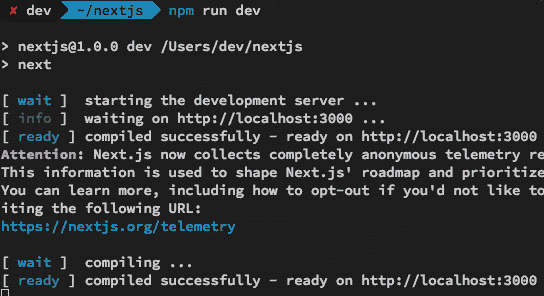 ✘ dev ~/nextjs npm run dev
> nextjs@1.0.0 dev /Users/dev/nextjs
> next
[ wait ] starting the development server ...
[ info ] waiting on http://localhost:3000 ...
[ ready ] compiled successfully - ready on http://localhost:3000
Attention: Next.js now collects completely anonymous telemetry re
This information is used to shape Next.js' roadmap and prioritize
You can learn more, including how to opt-out if you'd not like to
iting the following URL:
https://nextjs.org/telemetry
[ wait ] compiling ...
[ ready ] compiled successfully - ready on http://localhost:3000